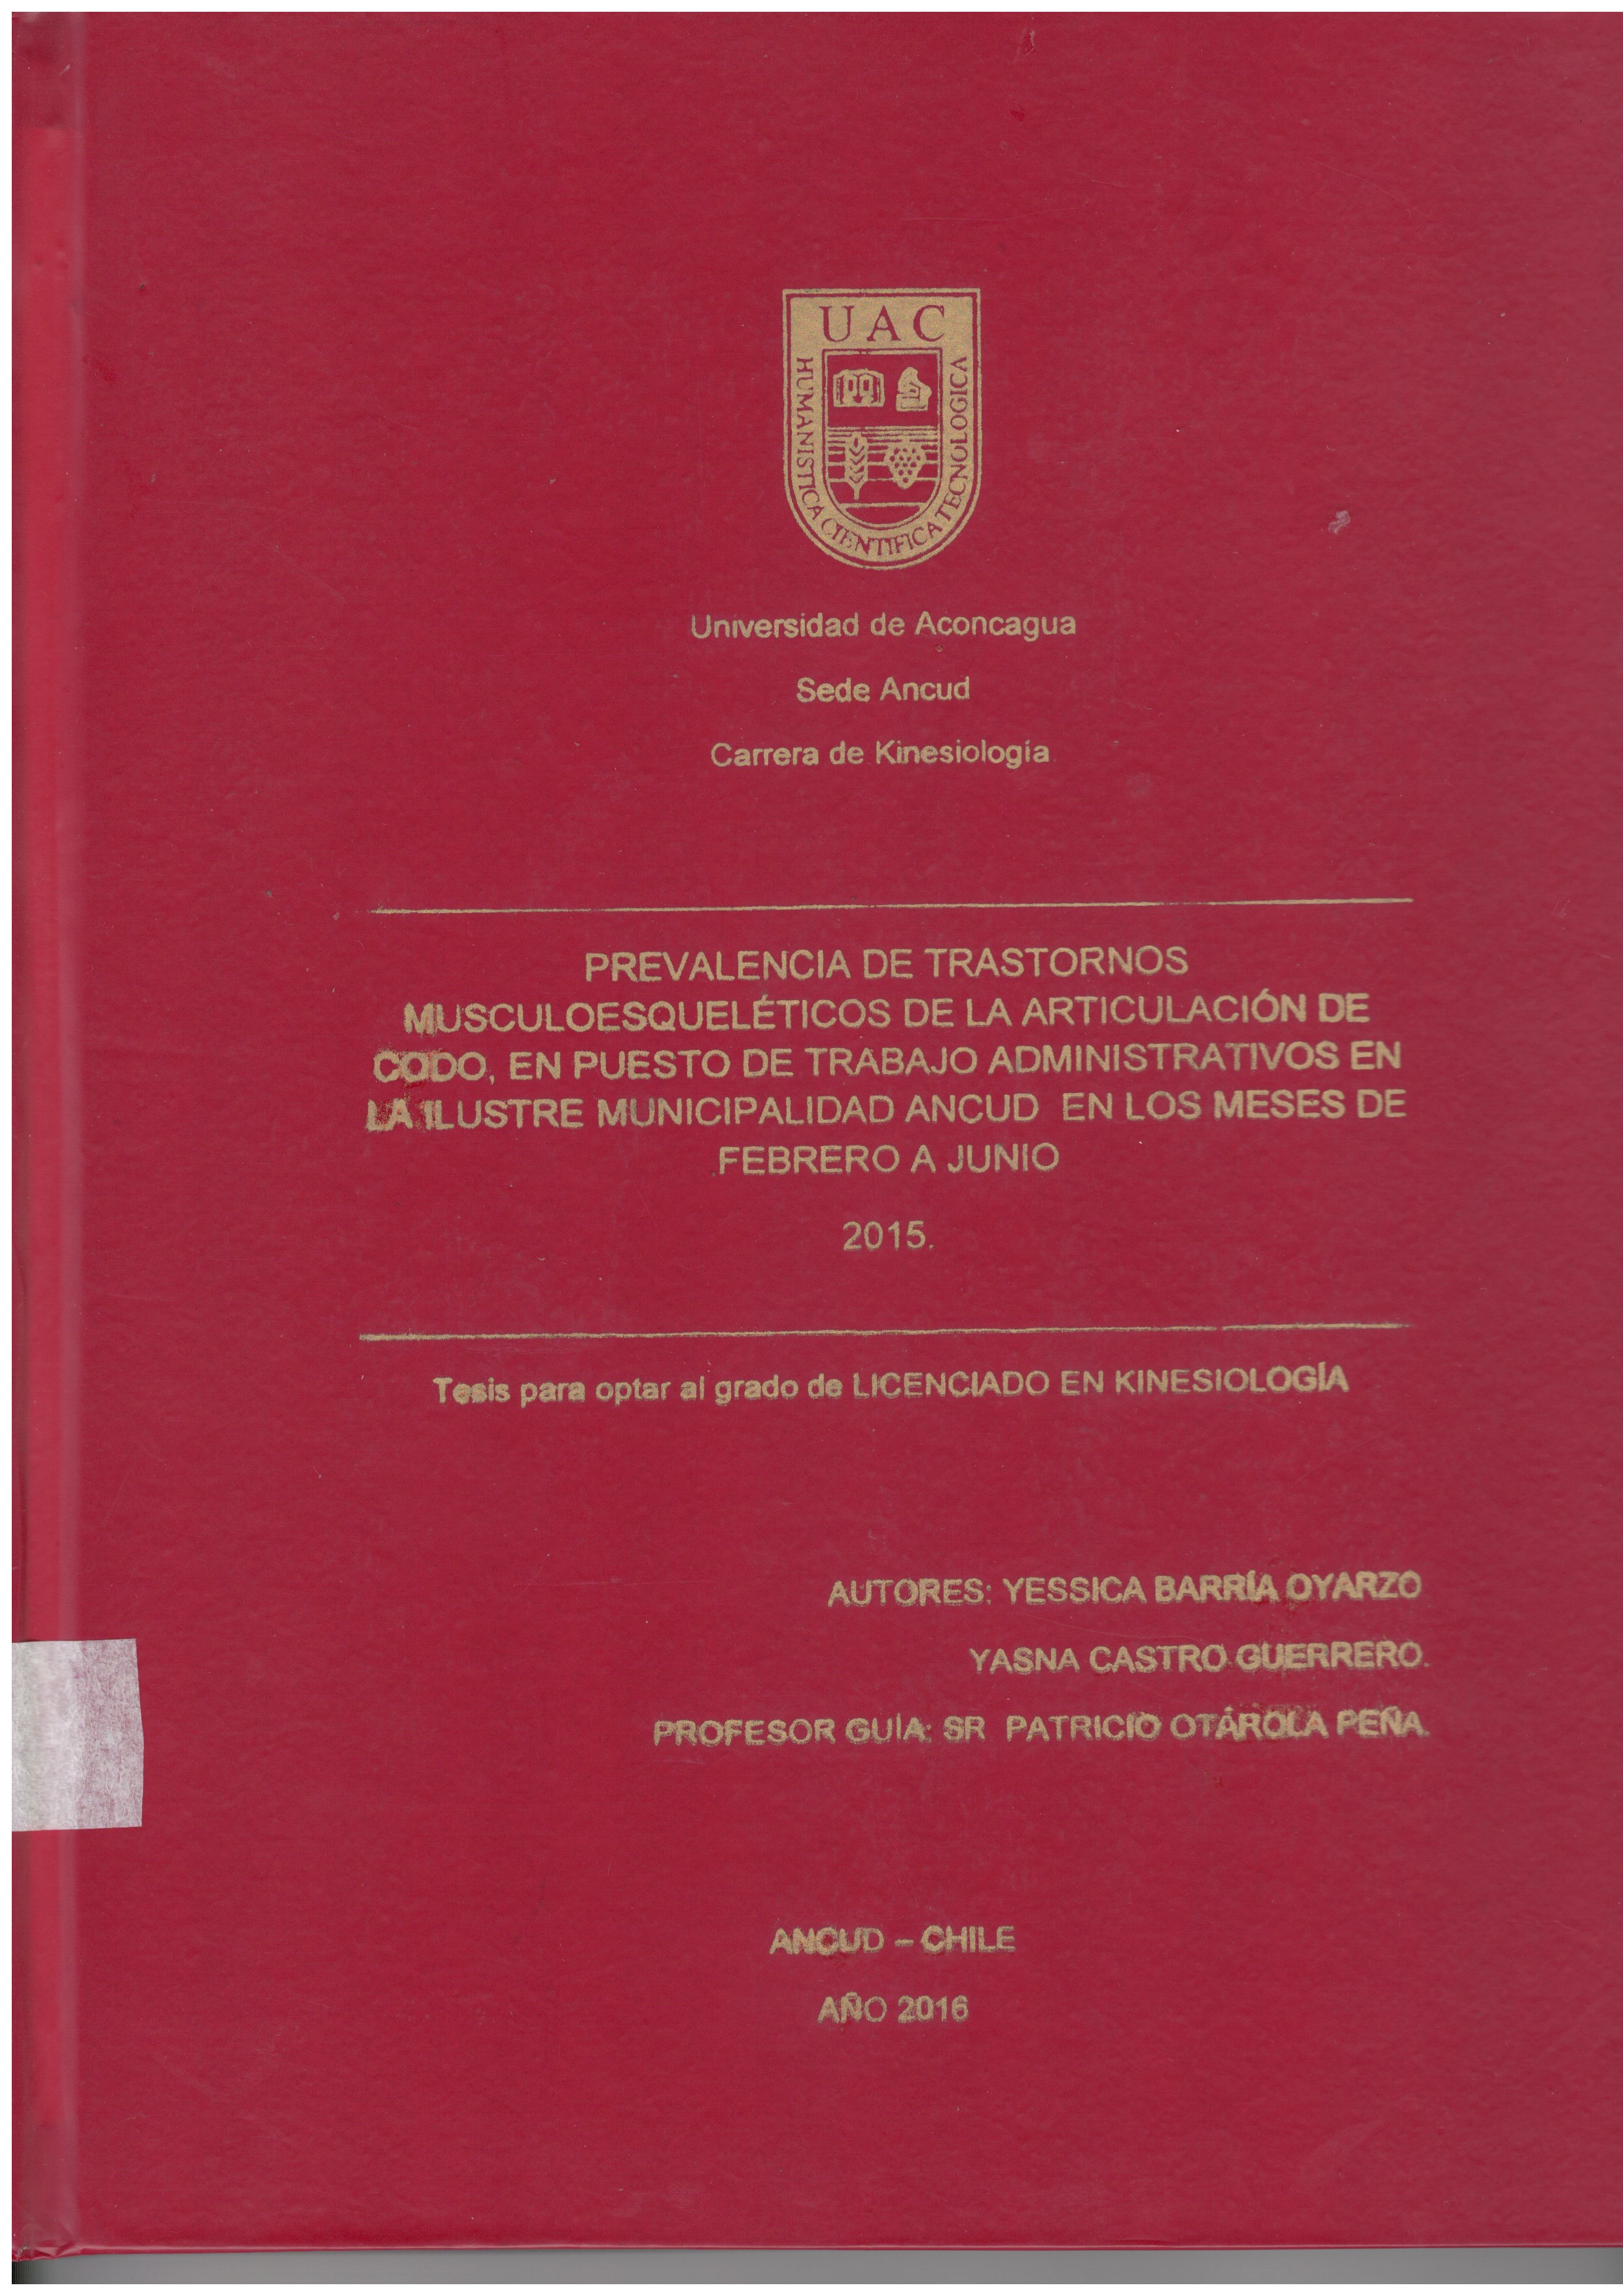 UAC
HUMANISTICA CIENTIFICA TECNOLOGICA
Universidad de Aconcagua
Sede Ancud
Carrera de Kinesiología
PREVALENCIA DE TRASTORNOS
MUSCULOESQUELÉTICOS DE LA ARTICULACIÓN DE
CODO, EN PUESTO DE TRABAJO ADMINISTRATIVOS EN
LA ILUSTRE MUNICIPALIDAD ANCUD EN LOS MESES DE
FEBRERO A JUNIO
2015.
Tesis para optar al grado de LICENCIADO EN KINESIOLOGÍA
AUTORES: YESSICA BARRÍA OYARZO
YASNA CASTRO GUERRERO.
PROFESOR GUÍA: SR PATRICIO OTÁROLA PEÑA.
ANCUD – CHILE
AÑO 2016